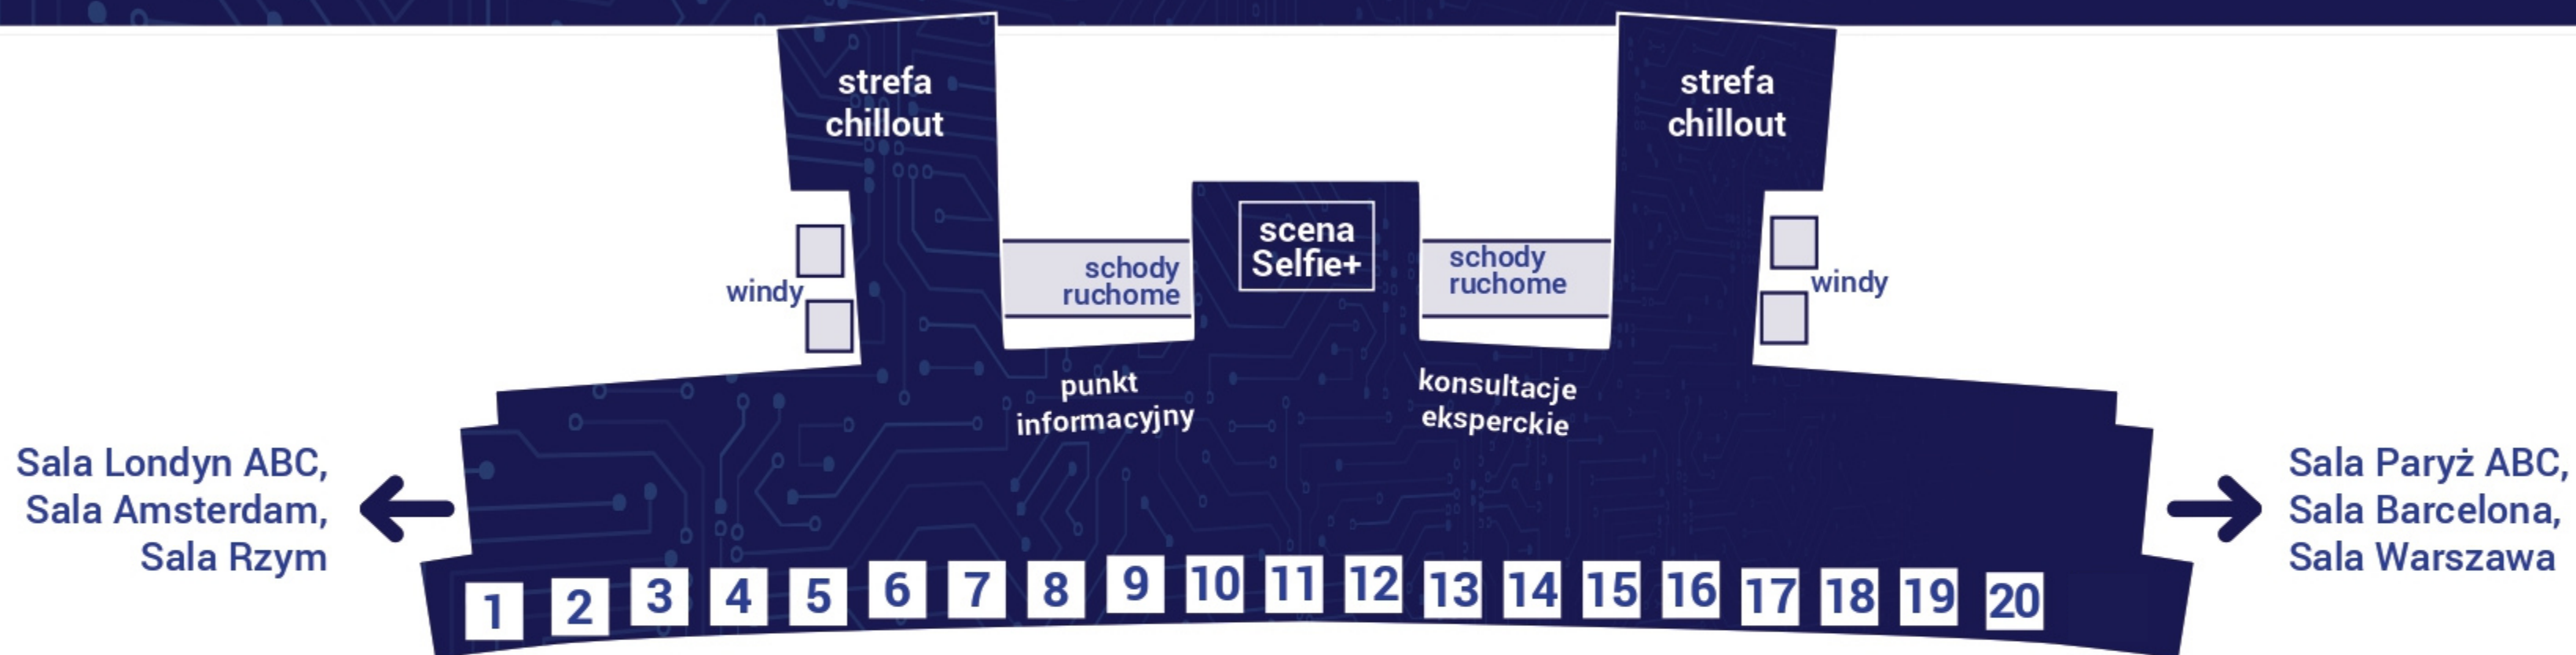 strefa
chillout
strefa
chillout
scena
Selfie+
schody
ruchome
schody
ruchome
windy
windy
punkt
informacyjny
konsultacje
eksperckie
Sala Londyn ABC,
Sala Amsterdam,
Sala Rzym
Sala Paryż ABC,
Sala Barcelona,
Sala Warszawa
1 2 3 4 5 6 7 8 9 10 11 12 13 14 15 16 17 18 19 20